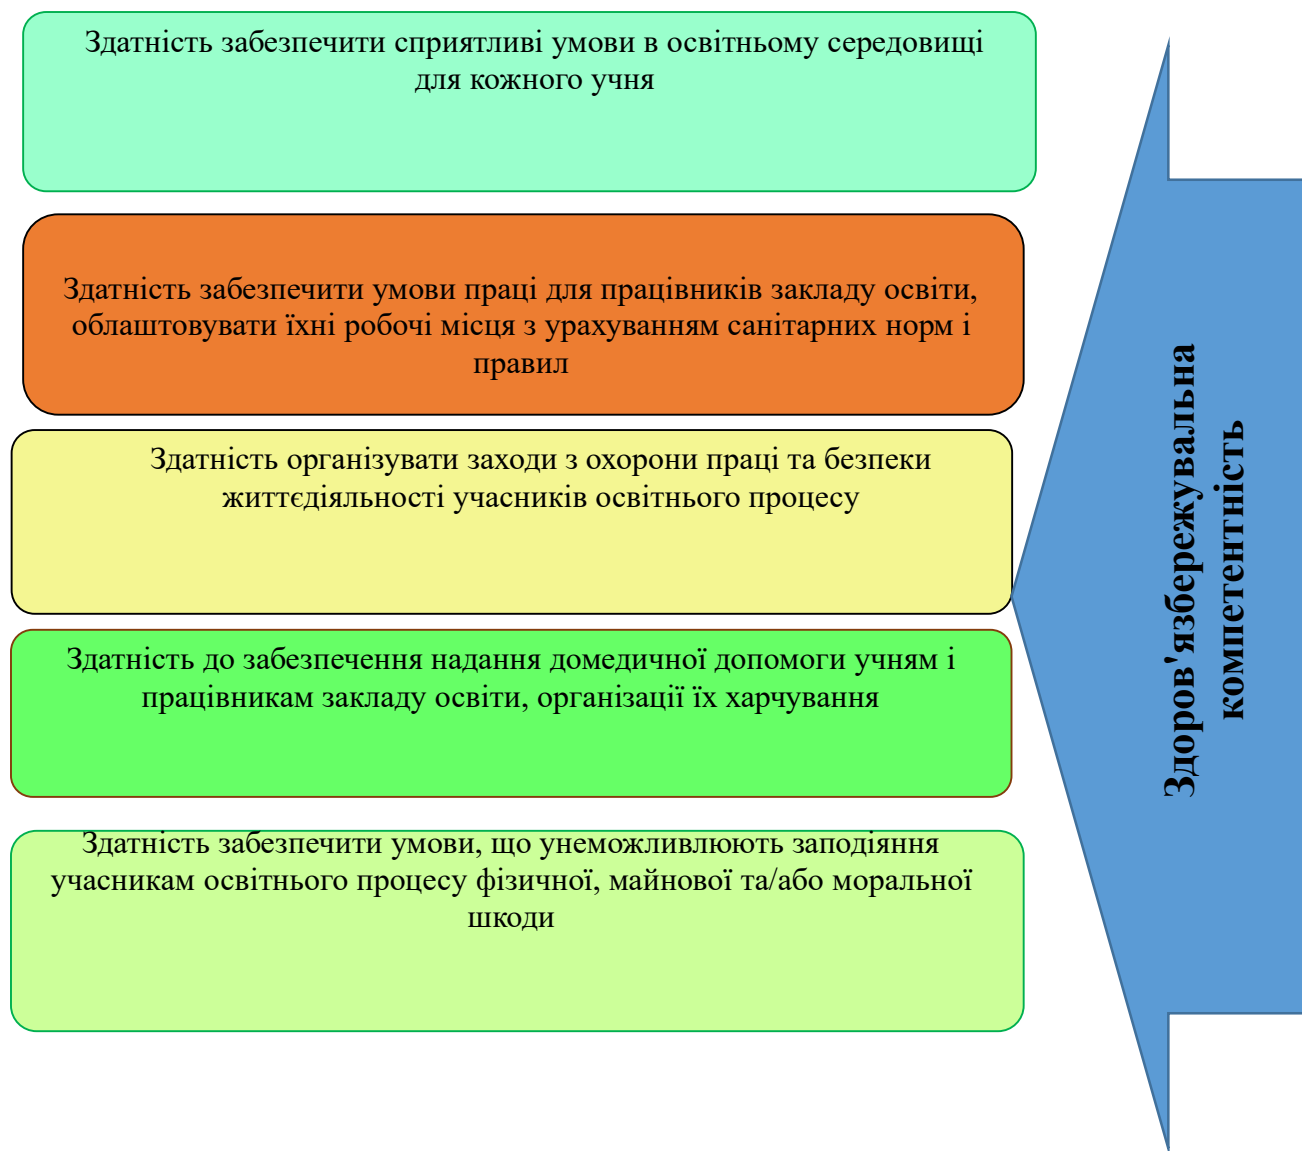 Здатність забезпечити сприятливі умови в освітньому середовищі
для кожного учня
Здатність забезпечити умови праці для працівників закладу освіти,
облаштовувати їхні робочі місця з урахуванням санітарних норм і
правил
Здатність організувати заходи з охорони праці та безпеки
життєдіяльності учасників освітнього процесу
Здатність до забезпечення надання домедичної допомоги учням і
працівникам закладу освіти, організації їх харчування
Здатність забезпечити умови, що унеможливлюють заподіяння
учасникам освітнього процесу фізичної, майнової та/або моральної
шкоди
Здоров'язбережувальна
компетентність